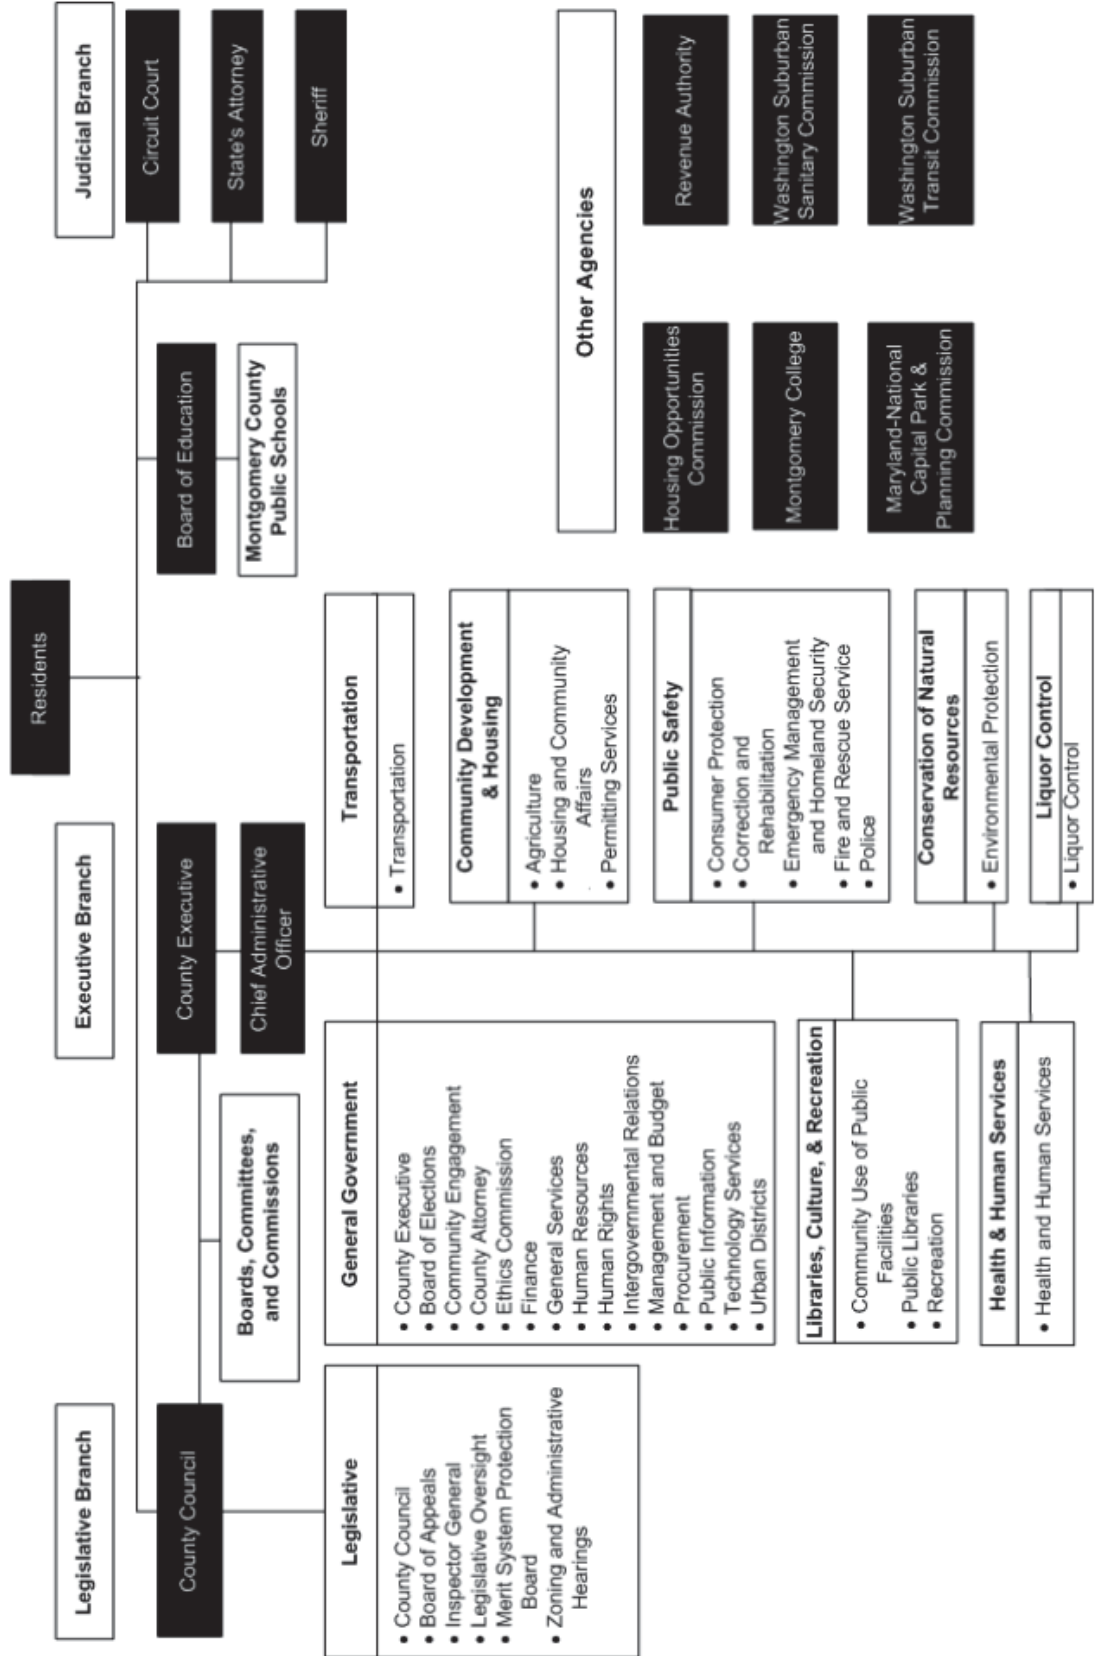 Residents
Legislative Branch
Executive Branch
Judicial Branch
County Council
County Executive
Board of Education
Circuit Court
State's Attorney
Sheriff
Boards, Committees,
and Commissions
Chief Administrative
Officer
Montgomery County
Public Schools
Legislative
• County Council
• Board of Appeals
• Inspector General
• Legislative Oversight
• Merit System Protection
Board
• Zoning and Administrative
Hearings
General Government
• County Executive
• Board of Elections
• Community Engagement
• County Attorney
• Ethics Commission
• Finance
• General Services
• Human Resources
• Human Rights
• Intergovernmental Relations
• Management and Budget
• Procurement
• Public Information
• Technology Services
• Urban Districts
Transportation
• Transportation
Community Development
& Housing
• Agriculture
• Housing and Community
Affairs
• Permitting Services
Public Safety
• Consumer Protection
• Correction and
Rehabilitation
• Emergency Management
and Homeland Security
• Fire and Rescue Service
• Police
Libraries, Culture, & Recreation
• Community Use of Public
Facilities
• Public Libraries
• Recreation
Conservation of Natural
Resources
• Environmental Protection
Health & Human Services
• Health and Human Services
Liquor Control
• Liquor Control
Other Agencies
Housing Opportunities
Commission
Revenue Authority
Montgomery College
Washington Suburban
Sanitary Commission
Maryland-National
Capital Park &
Planning Commission
Washington Suburban
Transit Commission